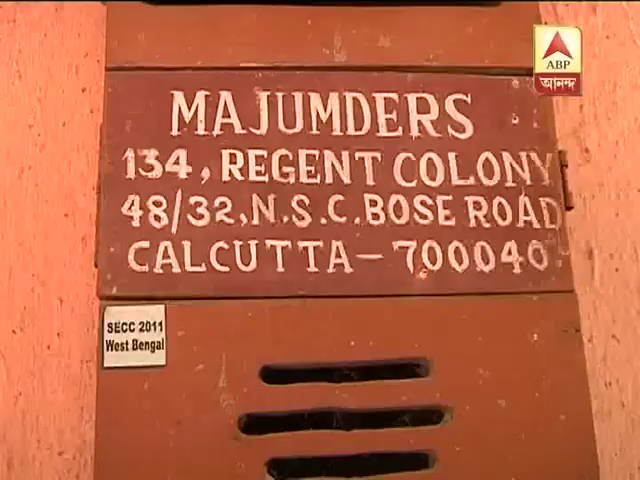 ABP
আনন্দ
MAJUMDERS
134, REGENT COLONY
48/32, N.S.C. BOSE ROAD
CALCUTTA - 700040
SECC 2011
West Bengal